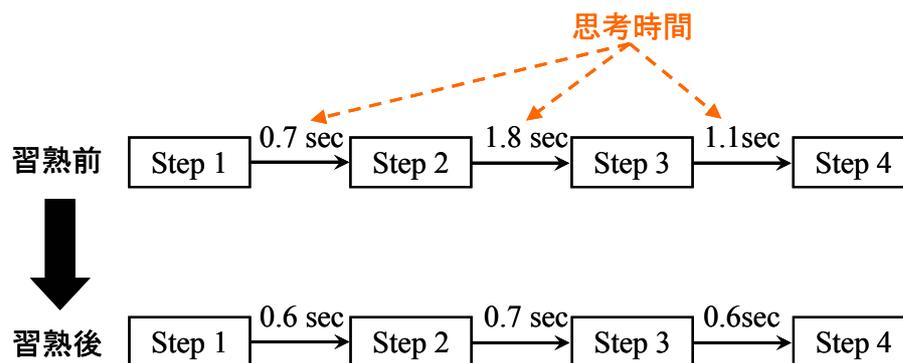 思考時間
0.7 sec 1.8 sec 1.1sec
習熟前 Step 1 Step 2 Step 3 Step 4
0.6 sec 0.7 sec 0.6sec
習熟後 Step 1 Step 2 Step 3 Step 4